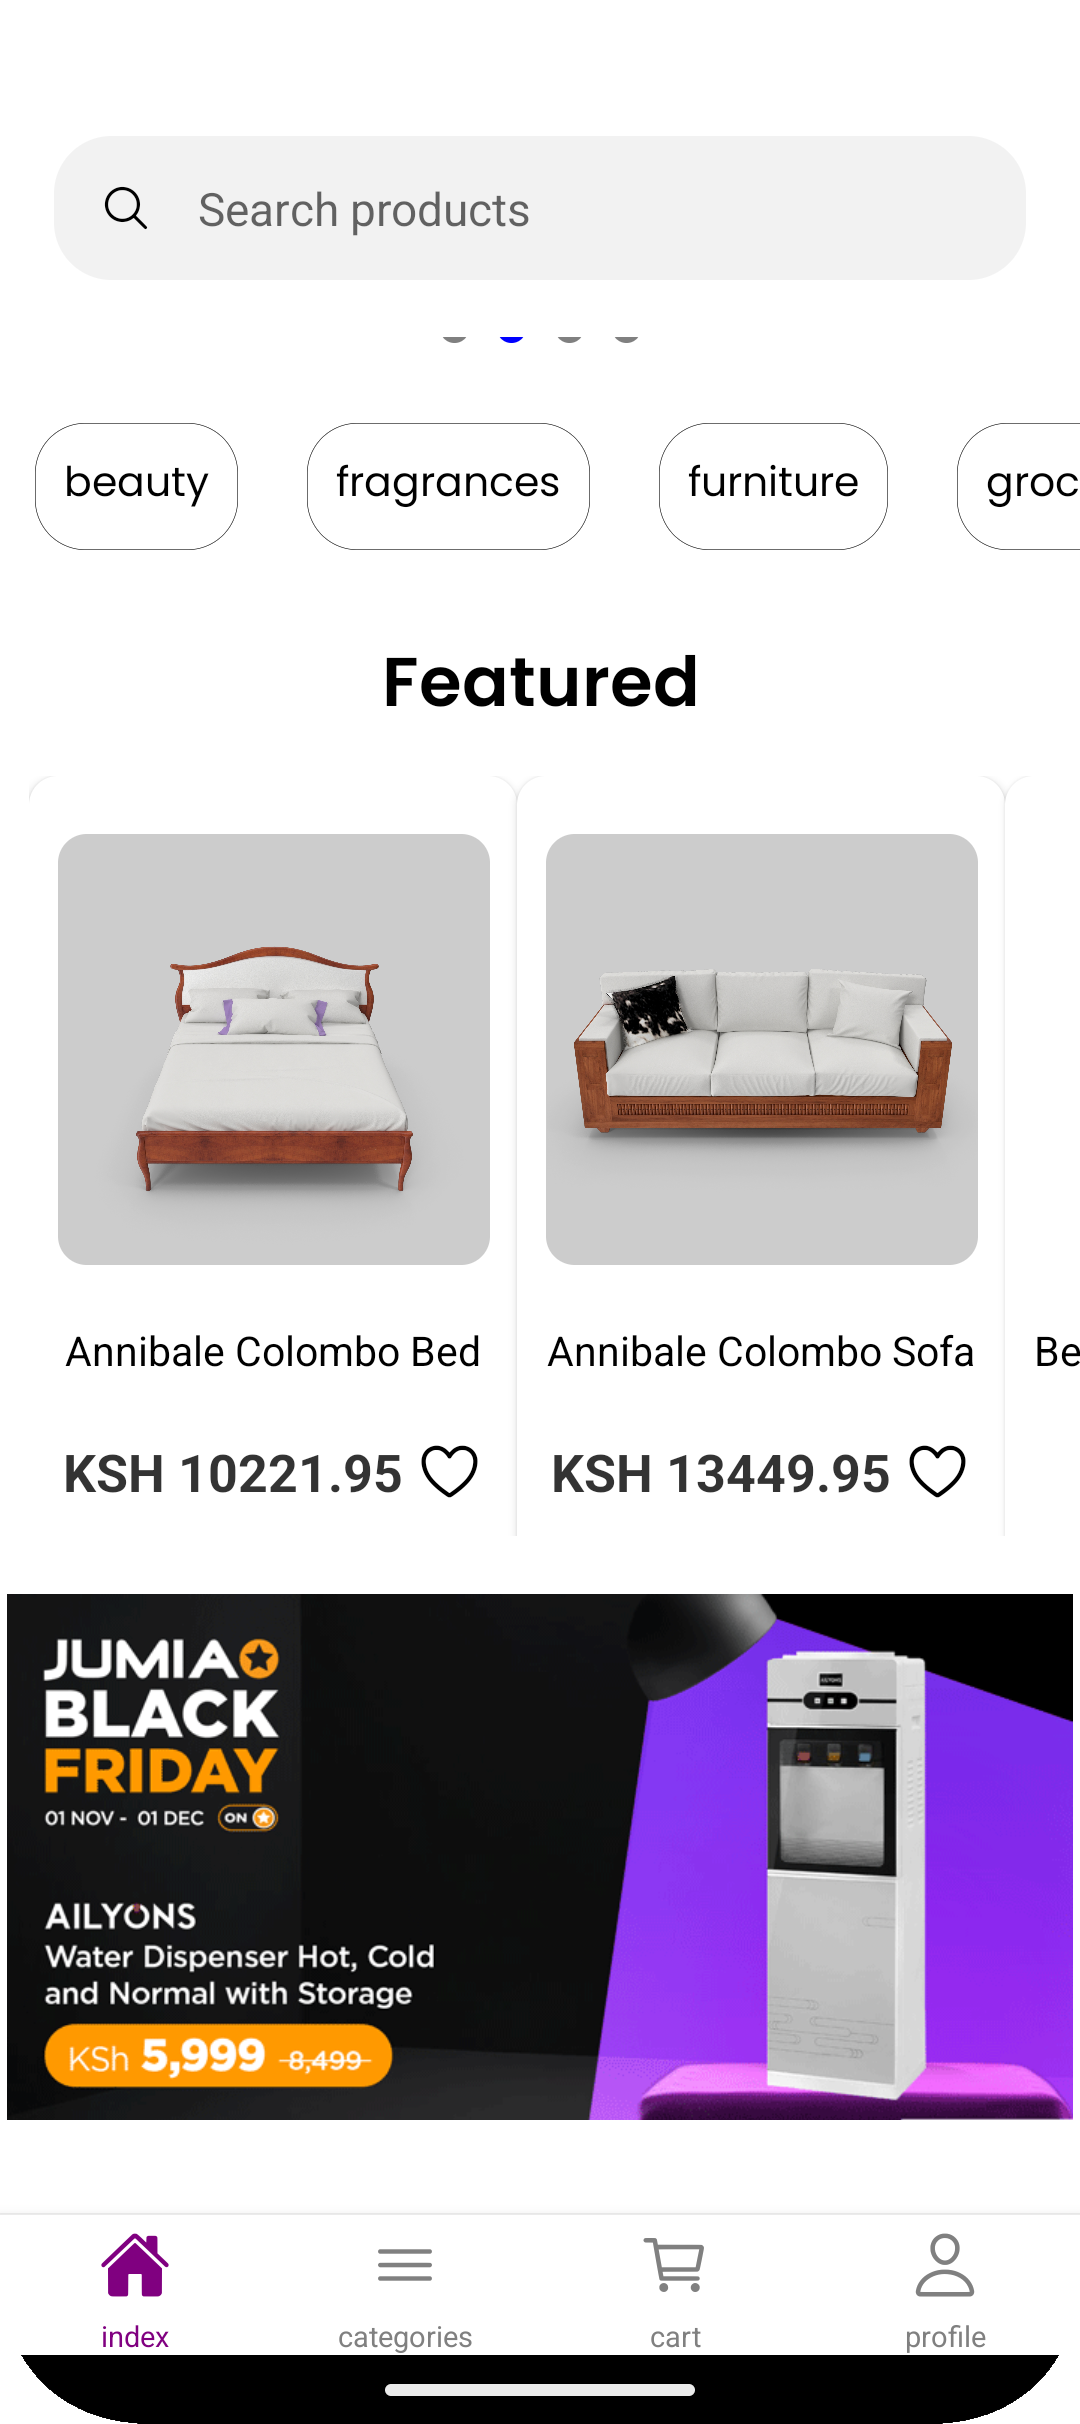 Search products
beauty
fragrances
furniture
groc
Featured
Annibale Colombo Bed
Annibale Colombo Sofa
Be
KSH 10221.95
KSH 13449.95
JUMIA
BLACK
FRIDAY
01 NOV - 01 DEC ON
AILYONS
Water Dispenser Hot, Cold
and Normal with Storage
KSh 5,999 8,499
index
categories
cart
profile